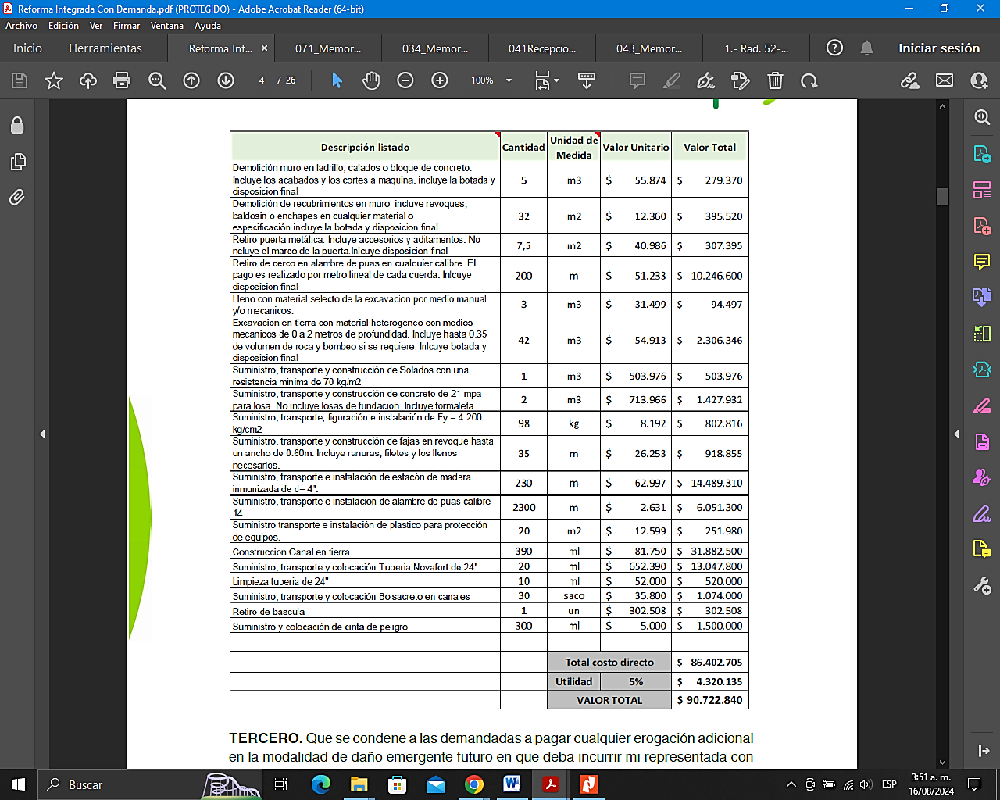 Reforma Integrada Con Demanda.pdf (PROTEGIDO) - Adobe Acrobat Reader (64-bit)
Archivo Edición Ver Firmar Ventana Ayuda
Inicio Herramientas Reforma Int... × 071_Memor... 034_Memor... 041Recepcio... 043_Memor... 1.- Rad. 52-... Iniciar sesión
4 / 26 100%
Descripción listado Cantidad Unidad de Medida Valor Unitario Valor Total
Demolición muro en ladrillo, calados o bloque de concreto.
Incluye los acabados y los cortes a maquina, incluye la botada y
disposicion final
5 m3 $ 55.874 $ 279.370
Demolición de recubrimientos en muro, incluye revoques,
baldosin o enchapes en cualquier material o
especificación.incluye la botada y disposicion final
32 m2 $ 12.360 $ 395.520
Retiro puerta metálica. Incluye accesorios y aditamentos. No
ncluye el marco de la puerta.Inlcuye disposicion final
7,5 m2 $ 40.986 $ 307.395
Retiro de cerco en alambre de puas en cualquier calibre. El
pago es realizado por metro lineal de cada cuerda. Inlcuye
disposicion final
200 m $ 51.233 $ 10.246.600
Lleno con material selecto de la excavacion por medio manual
y/o mecanicos.
3 m3 $ 31.499 $ 94.497
Excavacion en tierra con material heterogeneo con medios
mecanicos de 0 a 2 metros de profundidad. Incluye hasta 0.35
de volumen de roca y bombeo si se requiere. Inlcuye botada y
disposicion final
42 m3 $ 54.913 $ 2.306.346
Suministro, transporte y construcción de Solados con una
resistencia minima de 70 kg/m2
1 m3 $ 503.976 $ 503.976
Suministro, transporte y construcción de concreto de 21 mpa
para losa. No incluye losas de fundación. Incluye formaleta.
2 m3 $ 713.966 $ 1.427.932
Suministro, transporte, figuración e instalación de Fy = 4.200
kg/cm2
98 kg $ 8.192 $ 802.816
Suministro, transporte y construcción de fajas en revoque hasta
un ancho de 0.60m. Incluye ranuras, filetes y los llenos
necesarios.
35 m $ 26.253 $ 918.855
Suministro, transporte e instalación de estacón de madera
inmunizada de d= 4".
230 m $ 62.997 $ 14.489.310
Suministro, transporte e instalación de alambre de púas calibre
14.
2300 m $ 2.631 $ 6.051.300
Suministro transporte e instalación de plastico para protección
de equipos.
20 m2 $ 12.599 $ 251.980
Construccion Canal en tierra 390 ml $ 81.750 $ 31.882.500
Suministro, transporte y colocación Tuberia Novafort de 24" 20 ml $ 652.390 $ 13.047.800
Limpieza tuberia de 24" 10 ml $ 52.000 $ 520.000
Suministro, transporte y colocación Bolsacreto en canales 30 saco $ 35.800 $ 1.074.000
Retiro de bascula 1 un $ 302.508 $ 302.508
Suministro y colocación de cinta de peligro 300 ml $ 5.000 $ 1.500.000
Total costo directo $ 86.402.705
Utilidad 5% $ 4.320.135
VALOR TOTAL $ 90.722.840
TERCERO. Que se condene a las demandadas a pagar cualquier erogación adicional
en la modalidad de daño emergente futuro en que deba incurrir mi representada con
Buscar ESP 3:51 a. m.
16/08/2024